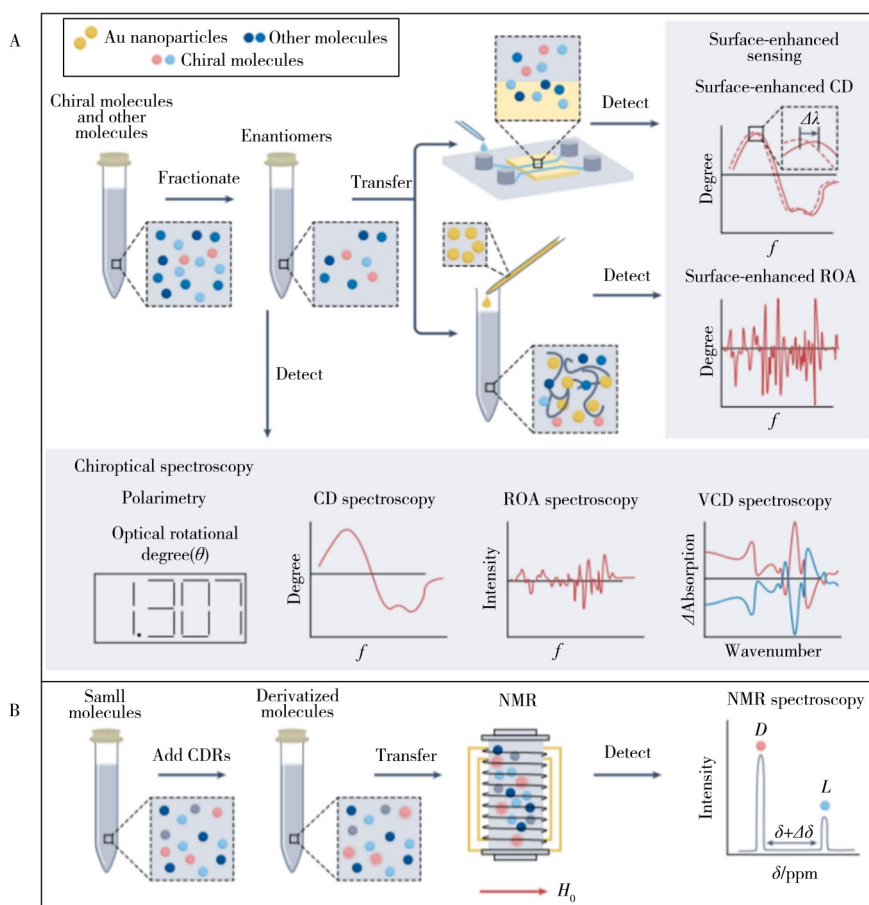 A
Au nanoparticles
Other molecules
Chiral molecules
Chiral molecules
and other
molecules
Fractionate
Enantiomers
Transfer
Detect
Surface-enhanced
sensing
Surface-enhanced CD
Δλ
Degree
f
Detect
Surface-enhanced ROA
Degree
f
Detect
Chiroptical spectroscopy
Polarimetry
Optical rotational
degree(θ)
1.307
CD spectroscopy
Degree
f
ROA spectroscopy
Intensity
f
VCD spectroscopy
ΔAbsorption
Wavenumber
B
Samll
molecules
Add CDRs
Derivatized
molecules
Transfer
NMR
H₀
Detect
NMR spectroscopy
Intensity
D
L
δ+Δδ
δ/ppm